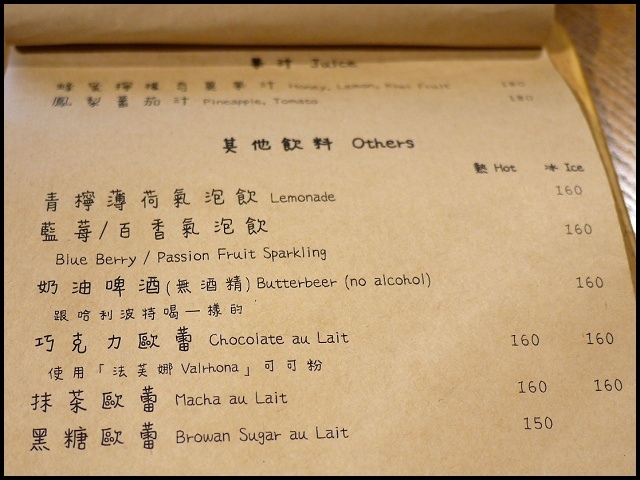 果汁 Juice
蜂蜜檸檬奇異果汁 Honey, Lemon, Kiwi Fruit 180
鳳梨蕃茄汁 Pineapple, Tomato 180
其他飲料 Others
熱 Hot 冰 Ice
青檸薄荷氣泡飲 Lemonade 160
藍莓/百香氣泡飲 160
Blue Berry / Passion Fruit Sparkling
奶油啤酒(無酒精) Butterbeer (no alcohol) 160
跟哈利波特喝一樣的
巧克力歐蕾 Chocolate au Lait 160 160
使用「法芙娜 Valrhona」可可粉
抹茶歐蕾 Macha au Lait 160 160
黑糖歐蕾 Browan Sugar au Lait 150